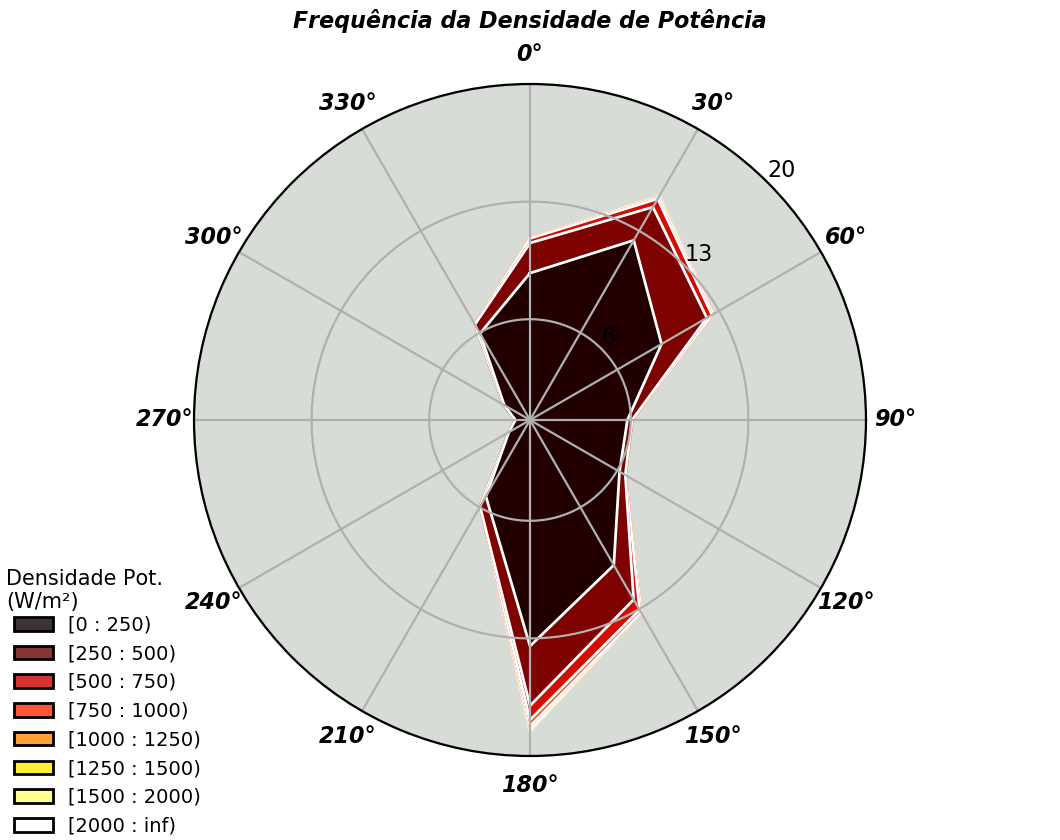 Frequência da Densidade de Potência
0°
330°
30°
20
300°
60°
13
6
270°
90°
240°
120°
210°
150°
180°
Densidade Pot.
(W/m²)
[0 : 250)
[250 : 500)
[500 : 750)
[750 : 1000)
[1000 : 1250)
[1250 : 1500)
[1500 : 2000)
[2000 : inf)